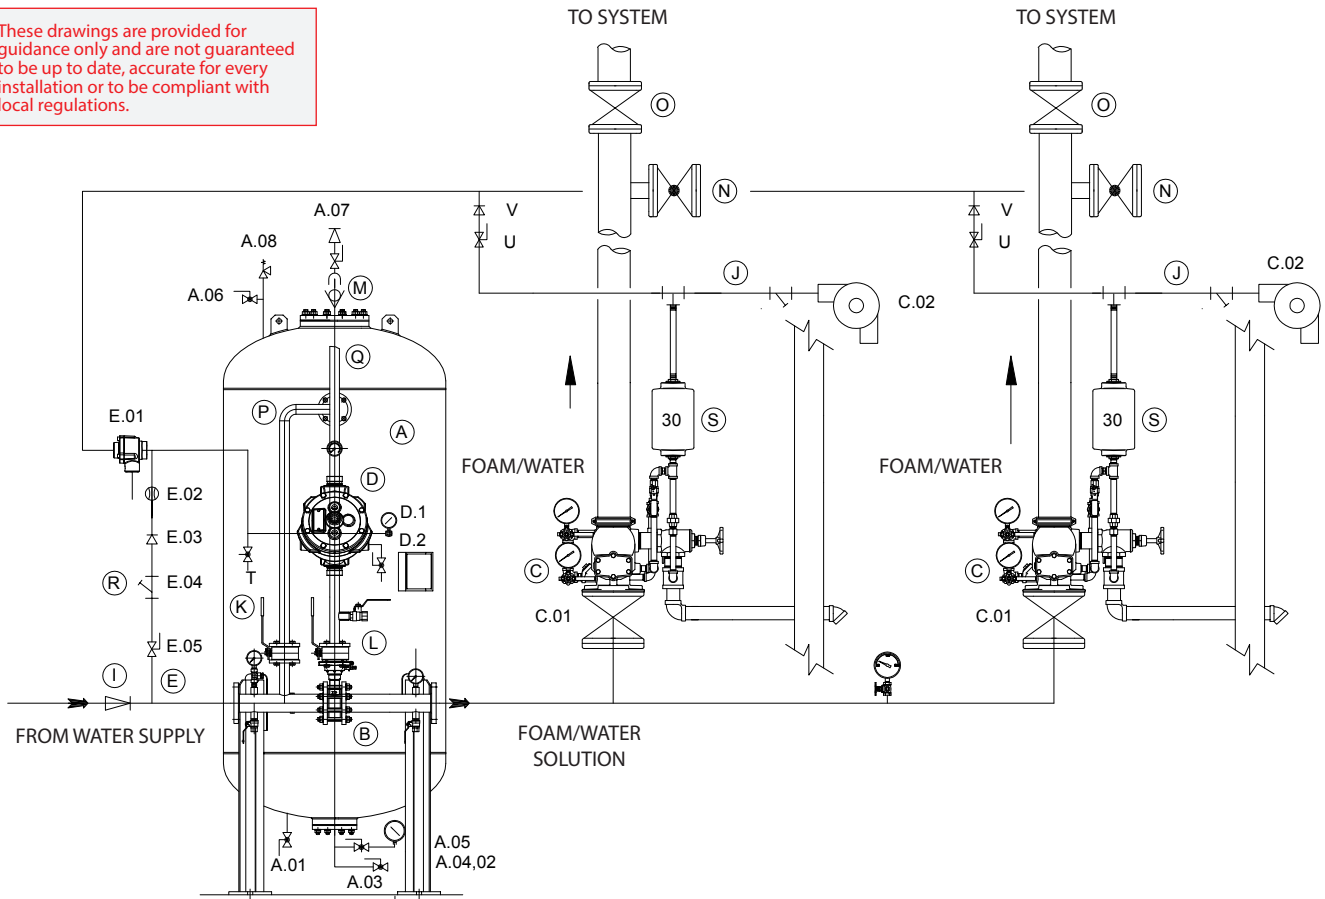 These drawings are provided for
guidance only and are not guaranteed
to be up to date, accurate for every
installation or to be compliant with
local regulations.
TO SYSTEM
TO SYSTEM
O
O
N
N
A.07
V
U
V
U
A.08
A.06
M
J
C.02
J
C.02
Q
P
A
E.01
30
S
30
S
FOAM/WATER
FOAM/WATER
D
E.02
D.1
E.03
D.2
R
E.04
T
C
C
K
C.01
C.01
L
E.05
I
E
B
FROM WATER SUPPLY
FOAM/WATER
SOLUTION
A.05
A.04,02
A.01
A.03